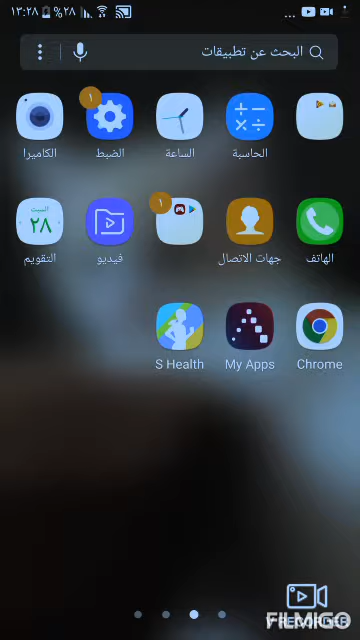 ١٣:٢٨ ٢٨%
البحث عن تطبيقات
الحاسبة
الساعة
١
الضبط
الكاميرا
الهاتف
جهات الاتصال
١
فيديو
السبت
٢٨
التقويم
Chrome
My Apps
S Health
V RECORDER
FILMIGO